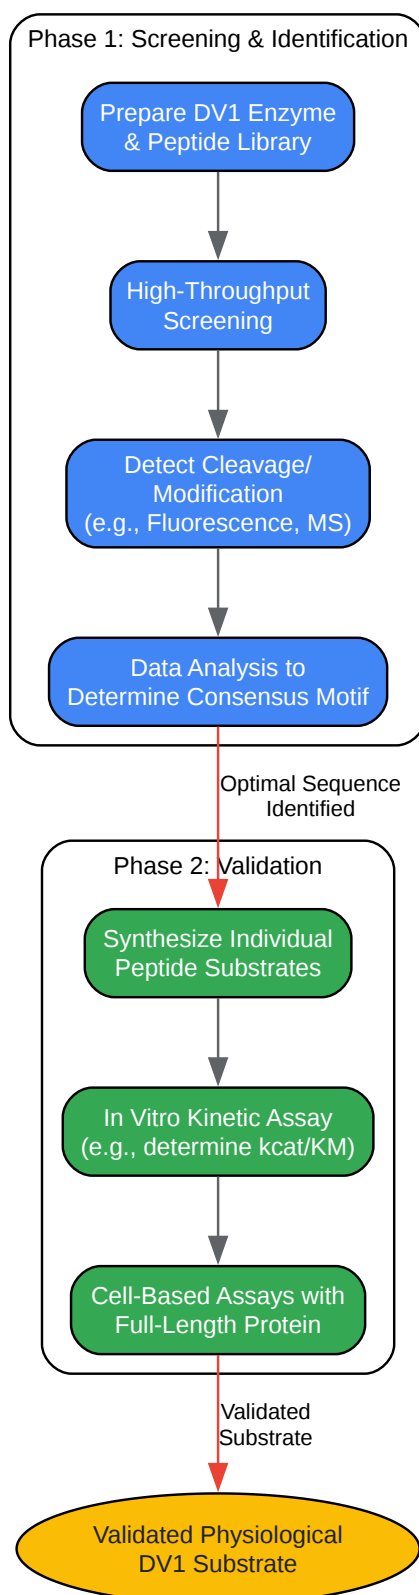 Phase 1: Screening & Identification
Prepare DV1 Enzyme
& Peptide Library
High-Throughput
Screening
Detect Cleavage/
Modification
(e.g., Fluorescence, MS)
Data Analysis to
Determine Consensus Motif
Optimal Sequence
Identified
Phase 2: Validation
Synthesize Individual
Peptide Substrates
In Vitro Kinetic Assay
(e.g., determine kcat/KM)
Cell-Based Assays with
Full-Length Protein
Validated
Substrate
Validated Physiological
DV1 Substrate